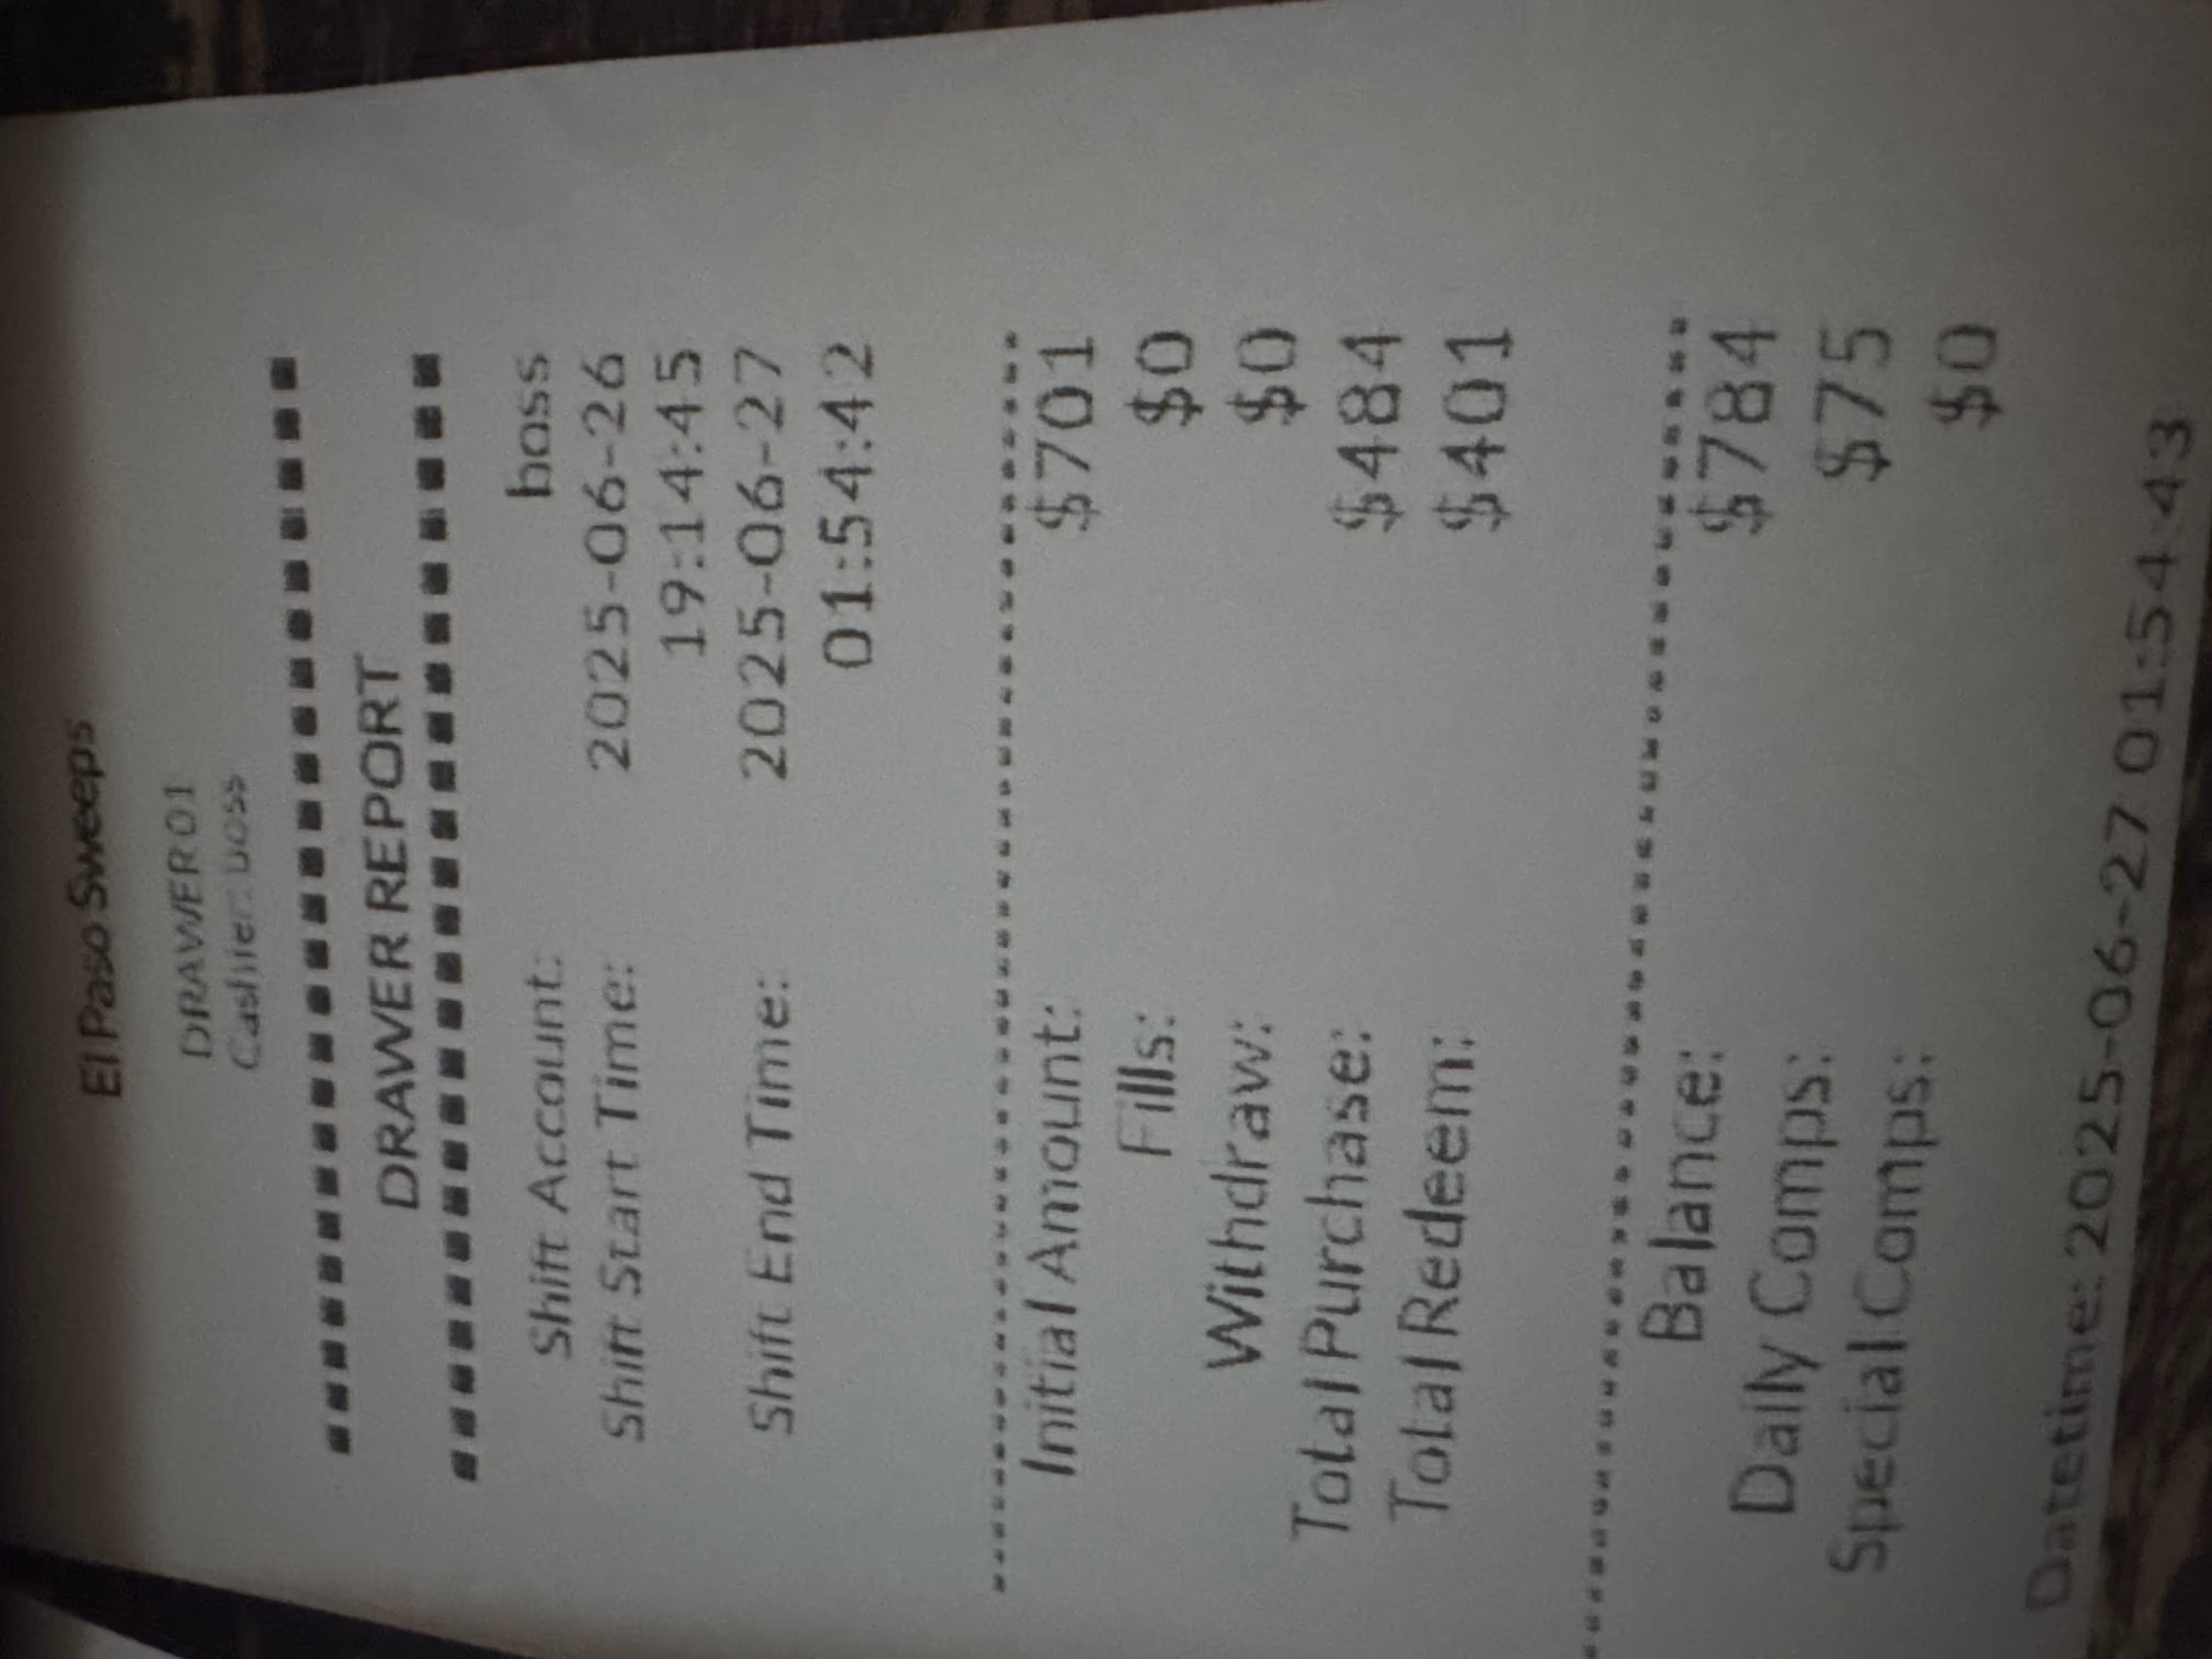 El Paso Sweeps
DRAWER01
Cashier: boss
DRAWER REPORT
Shift Account: boss
Shift Start Time: 2025-06-26
19:14:45
Shift End Time: 2025-06-27
01:54:42
Initial Amount: $701
Fills: $0
Withdraw: $0
Total Purchase: $484
Total Redeem: $401
Balance: $784
Daily Comps: $75
Special Comps: $0
Datetime: 2025-06-27 01:54:43